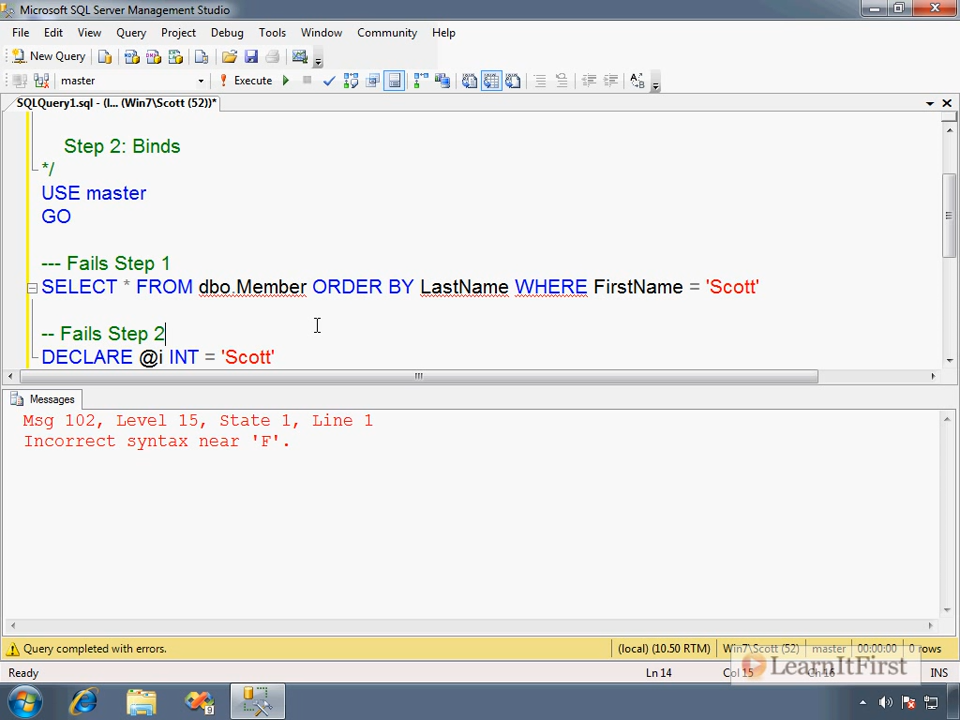 Microsoft SQL Server Management Studio
File Edit View Query Project Debug Tools Window Community Help
New Query
master Execute
SQLQuery1.sql - (l... (Win7\Scott (52))*
Step 2: Binds
*/
USE master
GO
--- Fails Step 1
SELECT * FROM dbo.Member ORDER BY LastName WHERE FirstName = 'Scott'
-- Fails Step 2
DECLARE @i INT = 'Scott'
Messages
Msg 102, Level 15, State 1, Line 1
Incorrect syntax near 'F'.
Query completed with errors. (local) (10.50 RTM) Win7\Scott (52) master 00:00:00 0 rows
Ready Ln 14 Col 15 Ch 16 INS
LearnItFirst